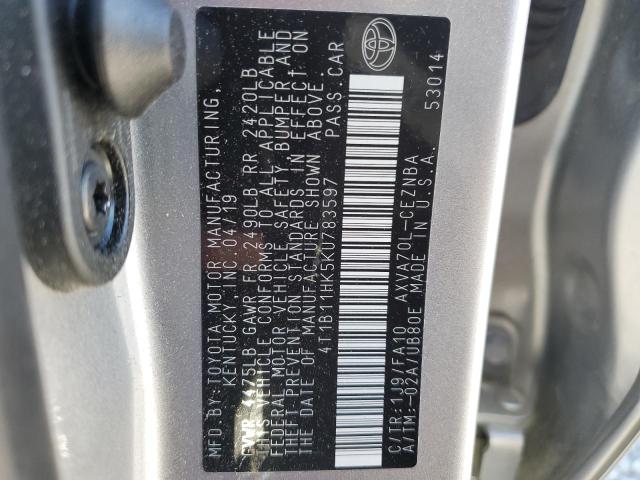 MFD.BY:TOYOTA MOTOR MANUFACTURING,
KENTUCKY, INC. 04/19
GVWR 4475LB GAWR FR 2490LB RR 2420LB
THIS VEHICLE CONFORMS TO ALL APPLICABLE
FEDERAL MOTOR VEHICLE SAFETY, BUMPER AND
THEFT-PREVENTION STANDARDS IN EFFECT ON
THE DATE OF MANUFACTURE SHOWN ABOVE.
4T1B11HK5KU783597 PASS.CAR
C/TR:1J9/FA10 AXVA70L-CEZNBA
A/TM:-02A/UB80E MADE IN U.S.A.
53014